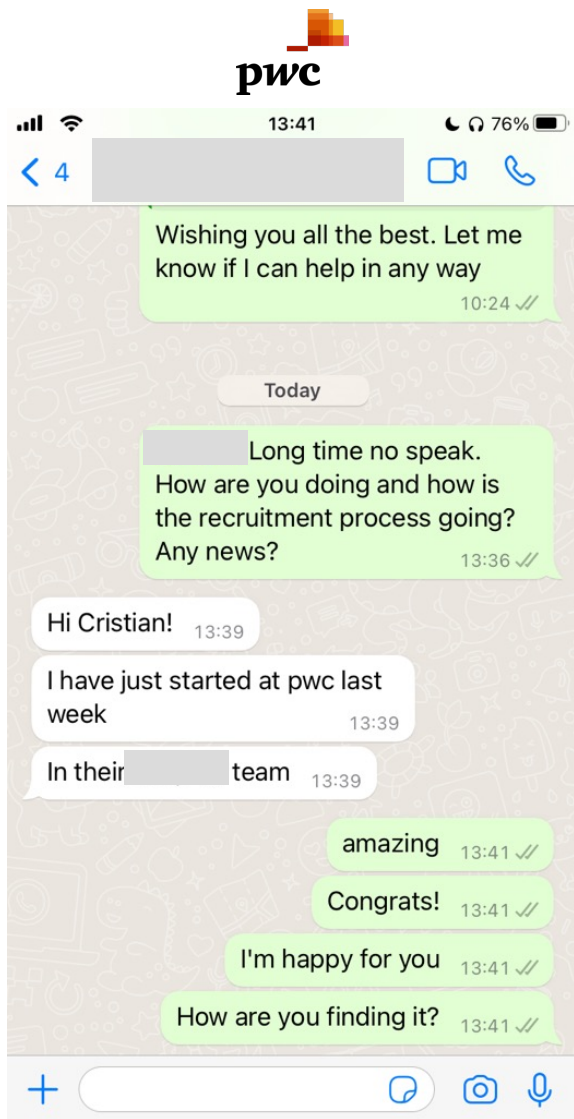 pwc
13:41
76%
4
Wishing you all the best. Let me
know if I can help in any way
10:24
Today
Long time no speak.
How are you doing and how is
the recruitment process going?
Any news?
13:36
Hi Cristian! 13:39
I have just started at pwc last
week
13:39
In their team 13:39
amazing 13:41
Congrats! 13:41
I'm happy for you 13:41
How are you finding it? 13:41